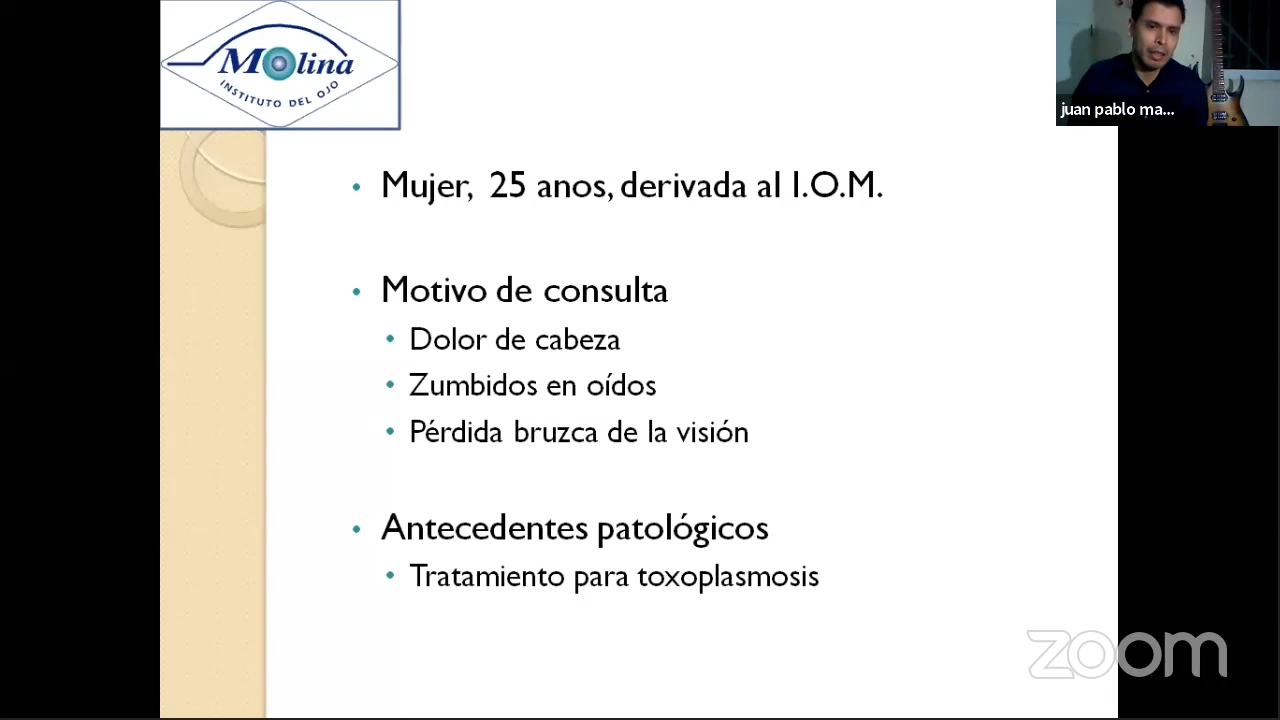 Molina
INSTITUTO DEL OJO
juan pablo ma...
Mujer, 25 anos, derivada al I.O.M.
Motivo de consulta
Dolor de cabeza
Zumbidos en oídos
Pérdida bruzca de la visión
Antecedentes patológicos
Tratamiento para toxoplasmosis
zoom